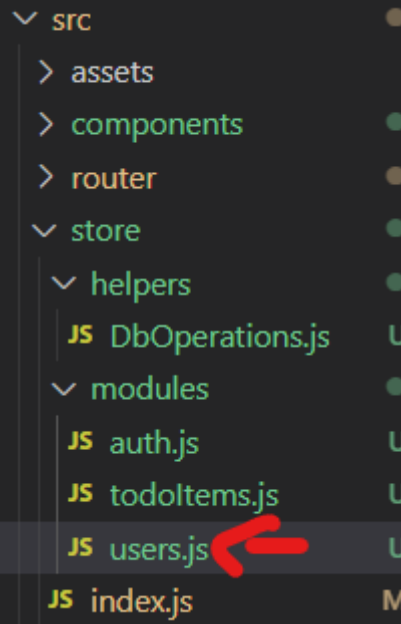 src
assets
components
router
store
helpers
JS DbOperations.js U
modules
JS auth.js U
JS todoItems.js U
JS users.js U
JS index.js M